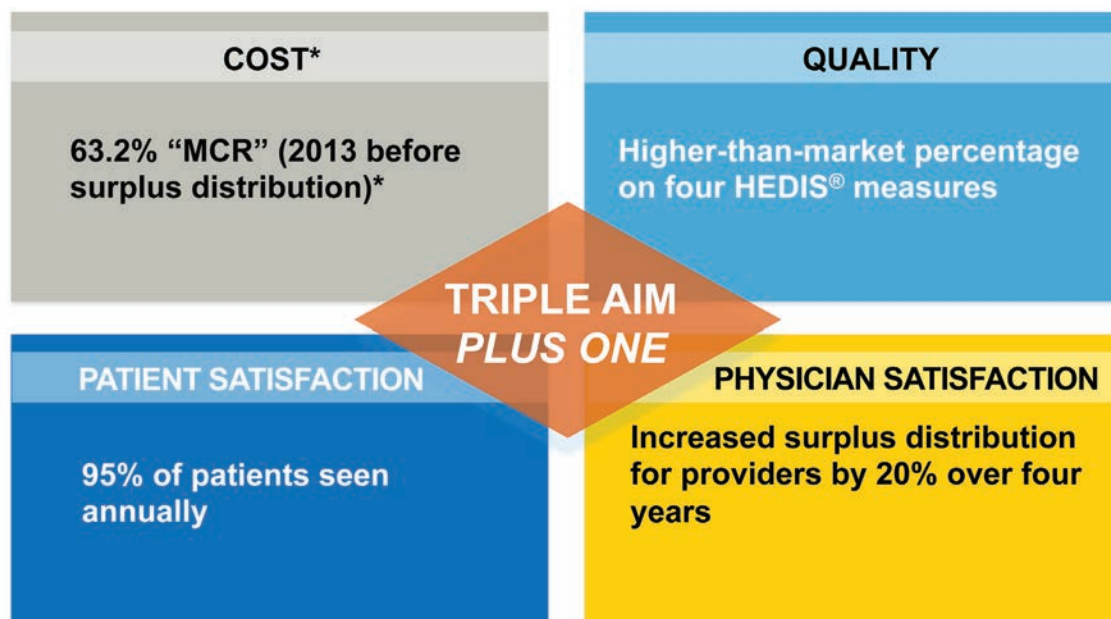 COST*
63.2% “MCR” (2013 before
surplus distribution)*
QUALITY
Higher-than-market percentage
on four HEDIS® measures
TRIPLE AIM
PLUS ONE
PATIENT SATISFACTION
95% of patients seen
annually
PHYSICIAN SATISFACTION
Increased surplus distribution
for providers by 20% over four
years